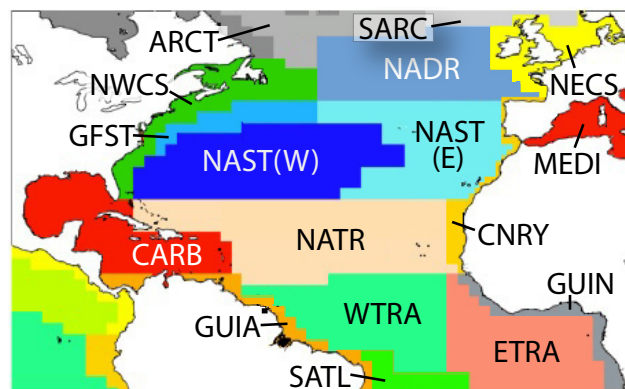 ARCT
SARC
NADR
NWCS
NECS
GFST
NAST(W)
NAST
(E)
MEDI
CARB
NATR
CNRY
GUIN
GUIA
WTRA
ETRA
SATL